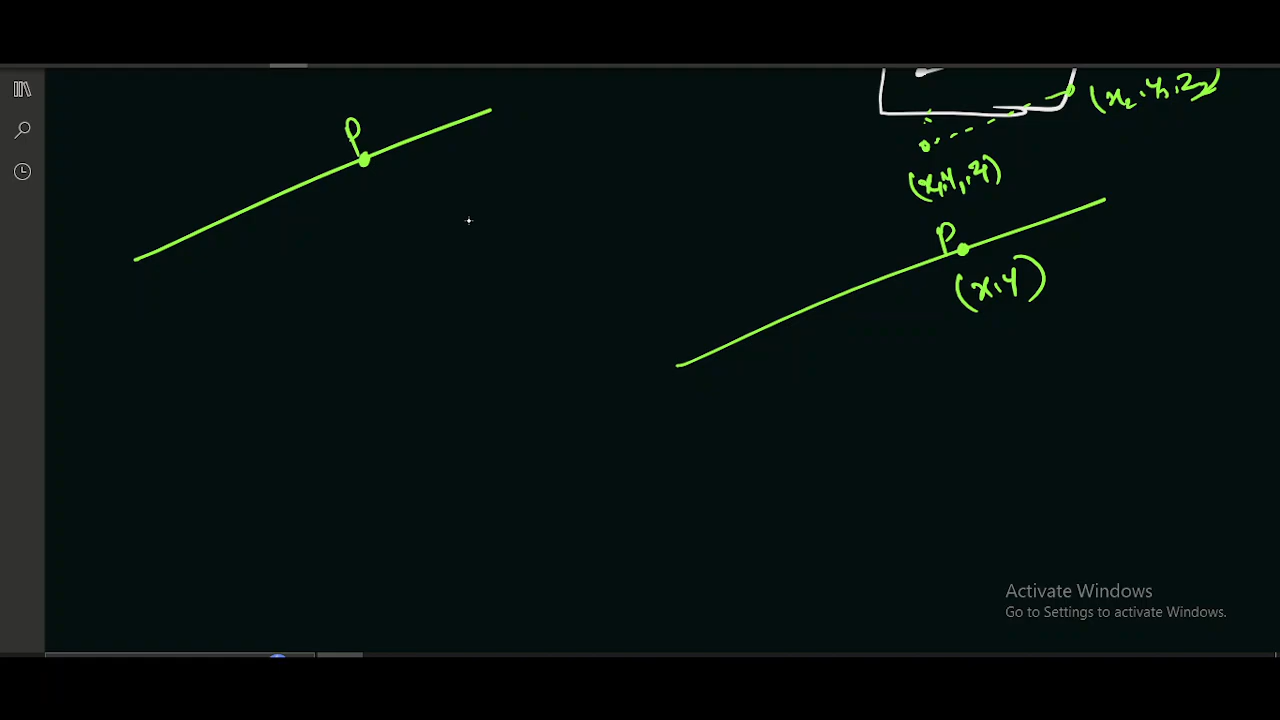 P
(x2, y2, z2)
(x1, y1, z1)
P
(x, y)
Activate Windows
Go to Settings to activate Windows.